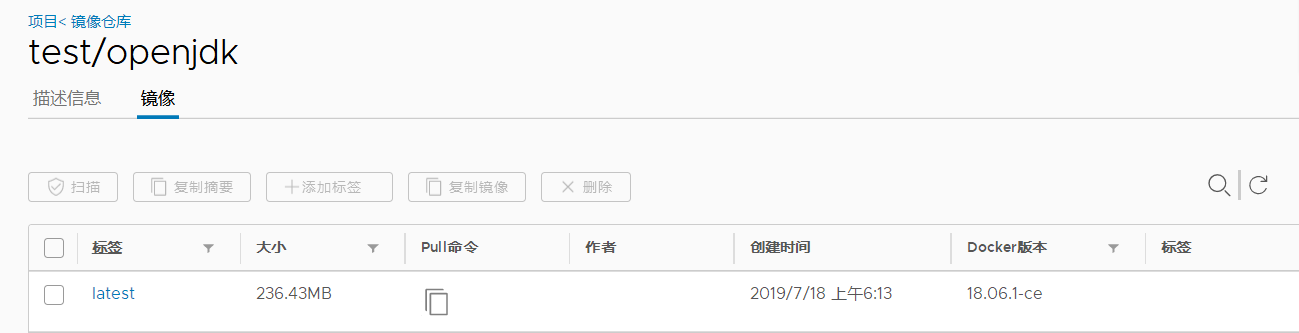 项目< 镜像仓库
test/openjdk
描述信息 镜像
扫描 复制摘要 添加标签 复制镜像 删除
标签 大小 Pull命令 作者 创建时间 Docker版本 标签
latest 236.43MB 2019/7/18 上午6:13 18.06.1-ce